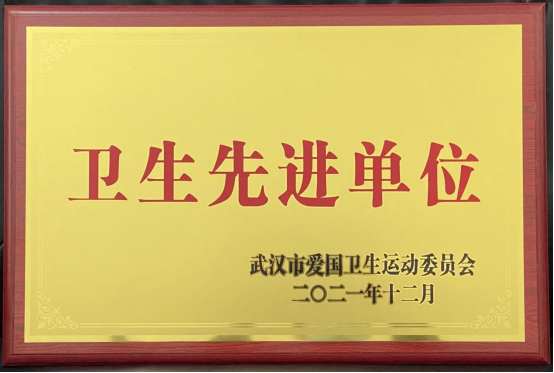 卫生先进单位
武汉市爱国卫生运动委员会
二〇二一年十二月